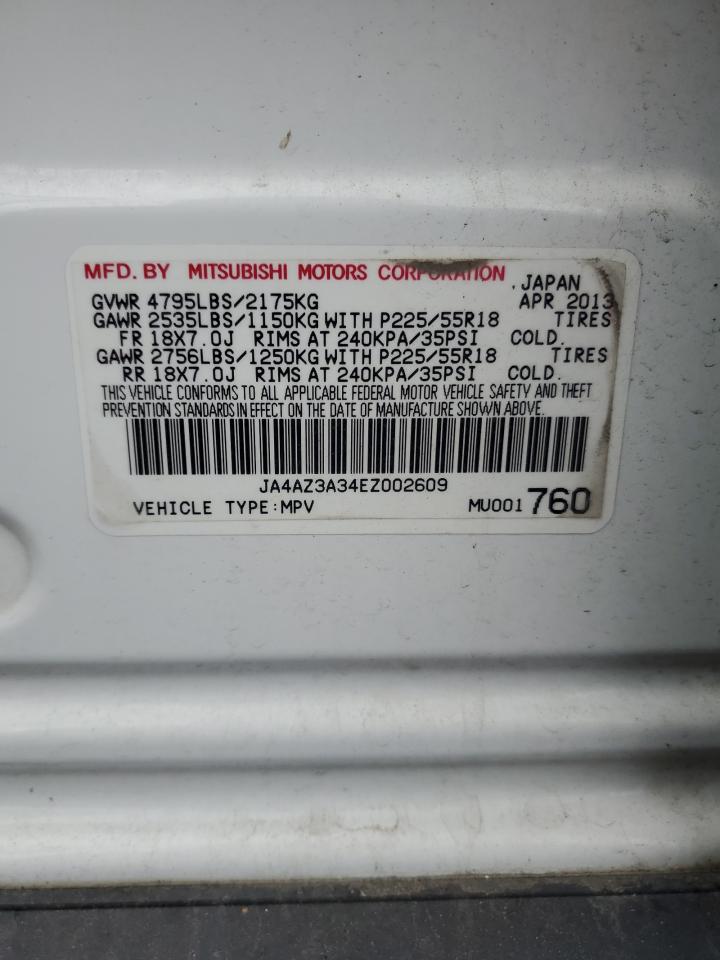 MFD. BY MITSUBISHI MOTORS CORPORATION, JAPAN
GVWR 4795LBS/2175KG APR 2013
GAWR 2535LBS/1150KG WITH P225/55R18 TIRES
FR 18X7.0J RIMS AT 240KPA/35PSI COLD.
GAWR 2756LBS/1250KG WITH P225/55R18 TIRES
RR 18X7.0J RIMS AT 240KPA/35PSI COLD.
THIS VEHICLE CONFORMS TO ALL APPLICABLE FEDERAL MOTOR VEHICLE SAFETY AND THEFT
PREVENTION STANDARDS IN EFFECT ON THE DATE OF MANUFACTURE SHOWN ABOVE.
JA4AZ3A34EZ002609
VEHICLE TYPE:MPV MU001760